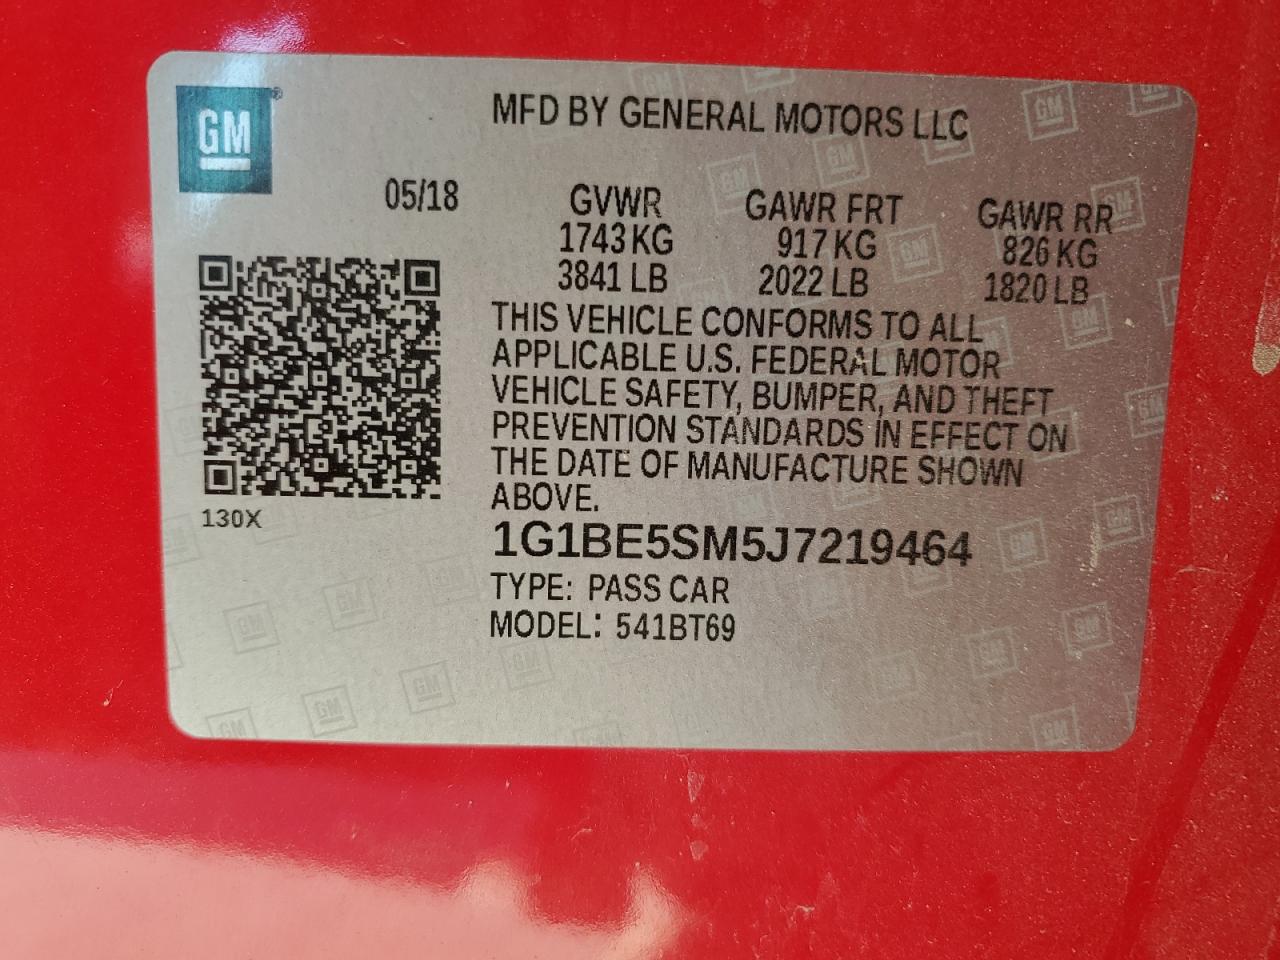 GM
MFD BY GENERAL MOTORS LLC
05/18
GVWR GAWR FRT GAWR RR
1743 KG 917 KG 826 KG
3841 LB 2022 LB 1820 LB
THIS VEHICLE CONFORMS TO ALL
APPLICABLE U.S. FEDERAL MOTOR
VEHICLE SAFETY, BUMPER, AND THEFT
PREVENTION STANDARDS IN EFFECT ON
THE DATE OF MANUFACTURE SHOWN
ABOVE.
130X
1G1BE5SM5J7219464
TYPE: PASS CAR
MODEL: 541BT69